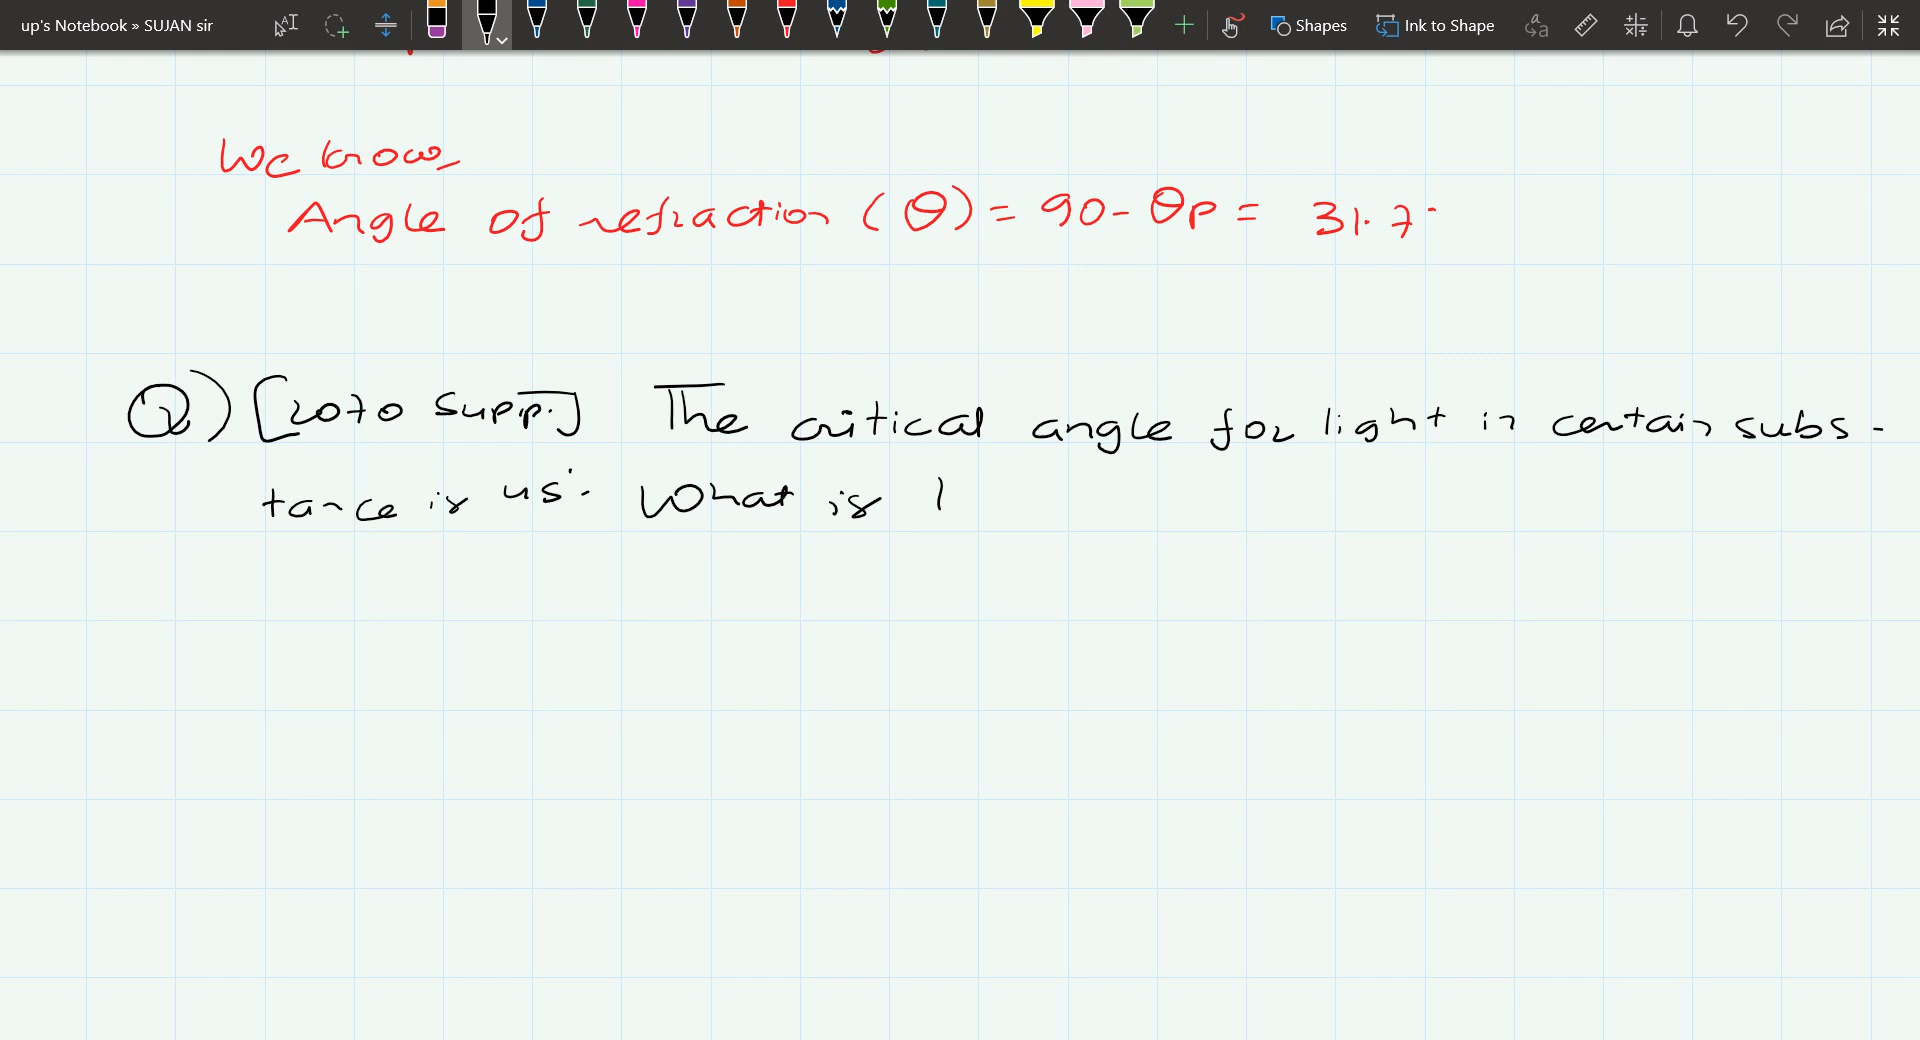 up's Notebook » SUJAN sir
Shapes
Ink to Shape
We know
Angle of refraction (θ) = 90 - θp = 31.7°
Q) [2070 supp.] The critical angle for light in certain subs -
tance is 45°. What is